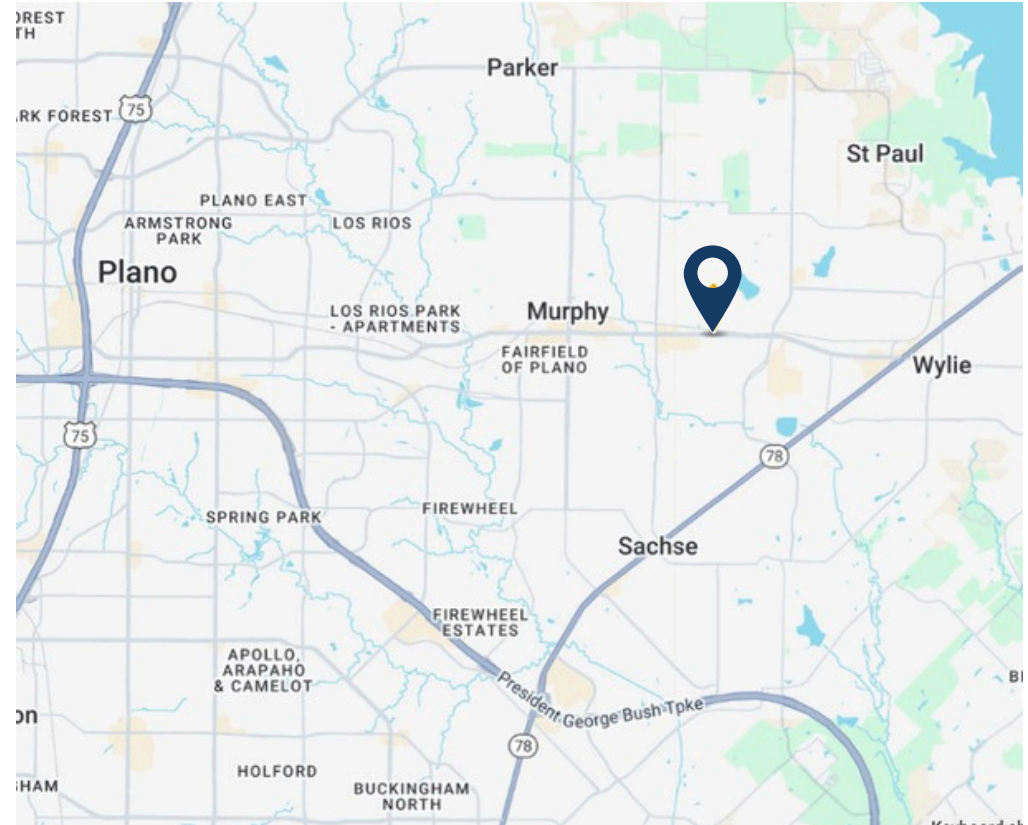 OREST
TH
Parker
75
ARK FOREST
St Paul
PLANO EAST
ARMSTRONG
PARK
LOS RIOS
Plano
LOS RIOS PARK
- APARTMENTS
Murphy
FAIRFIELD
OF PLANO
Wylie
75
78
SPRING PARK
FIREWHEEL
Sachse
FIREWHEEL
ESTATES
APOLLO,
ARAPAHO
& CAMELOT
President George Bush Tpke
on
78
HOLFORD
BUCKINGHAM
NORTH